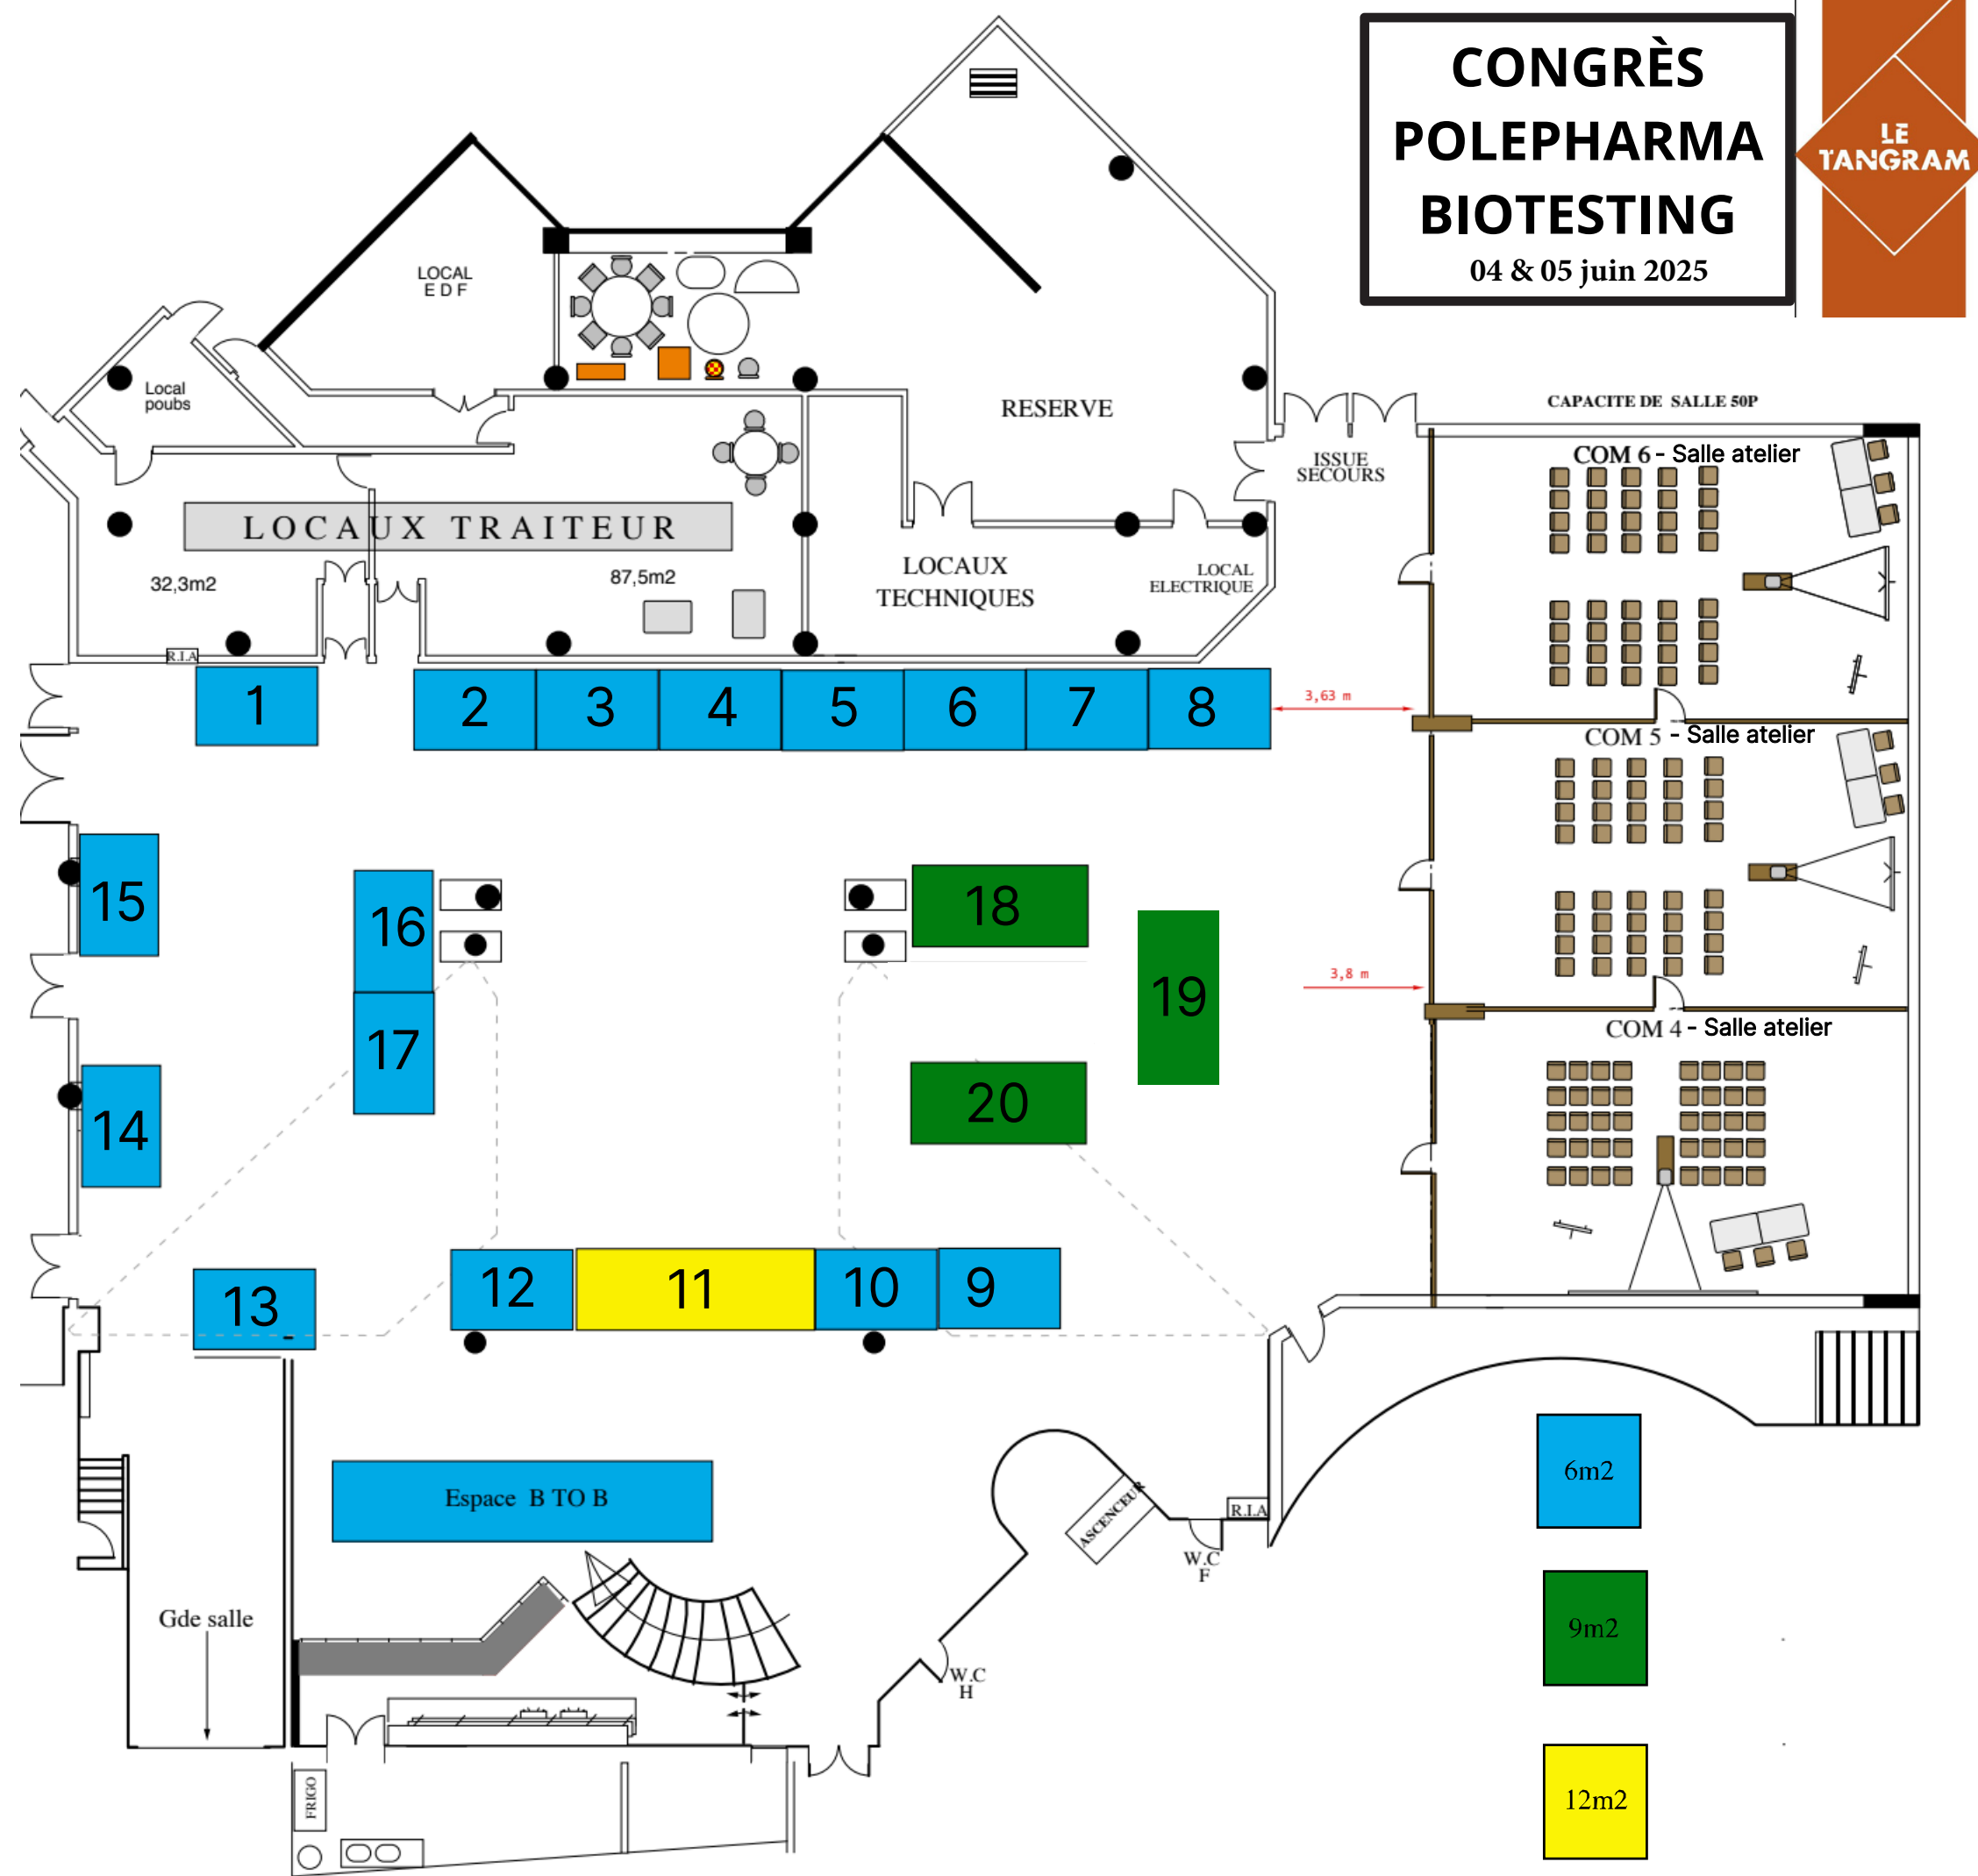 CONGRÈS
POLEPHARMA
BIOTESTING
04 & 05 juin 2025
LE
TANGRAM
LOCAL
EDF
Local
poubs
RESERVE
CAPACITE DE SALLE 50P
COM 6 - Salle atelier
ISSUE
SECOURS
LOCAUX TRAITEUR
32,3m2
87,5m2
LOCAUX
TECHNIQUES
LOCAL
ELECTRIQUE
R.I.A
1
2
3
4
5
6
7
8
3,63 m
COM 5 - Salle atelier
15
16
18
19
3,8 m
17
COM 4 - Salle atelier
14
20
13
12
11
10
9
Espace B TO B
6m2
ASCENCEUR
R.I.A
W.C
F
Gde salle
9m2
W.C
H
FRIGO
12m2